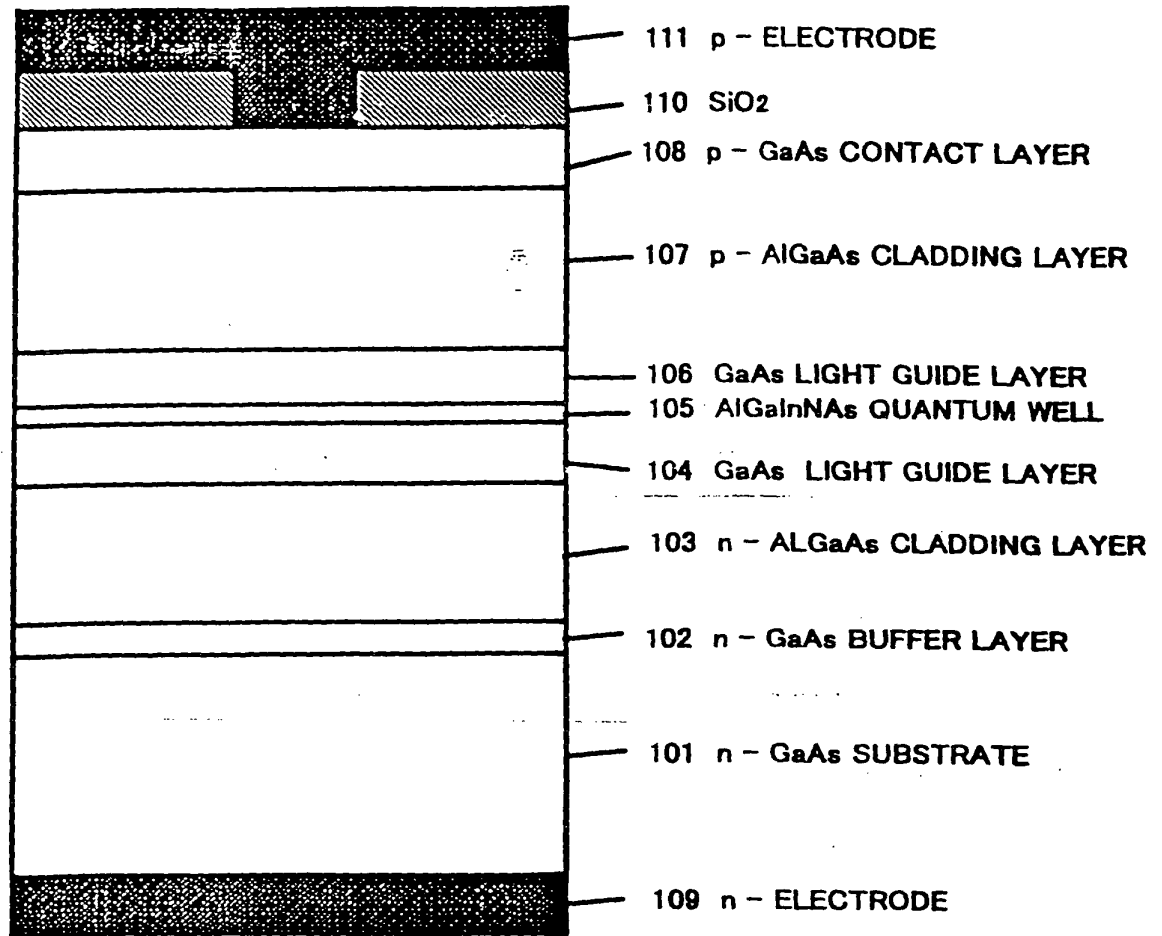 111 p - ELECTRODE
110 SiO2
108 p - GaAs CONTACT LAYER
107 p - AlGaAs CLADDING LAYER
106 GaAs LIGHT GUIDE LAYER
105 AlGaInNAs QUANTUM WELL
104 GaAs LIGHT GUIDE LAYER
103 n - ALGaAs CLADDING LAYER
102 n - GaAs BUFFER LAYER
101 n - GaAs SUBSTRATE
109 n - ELECTRODE